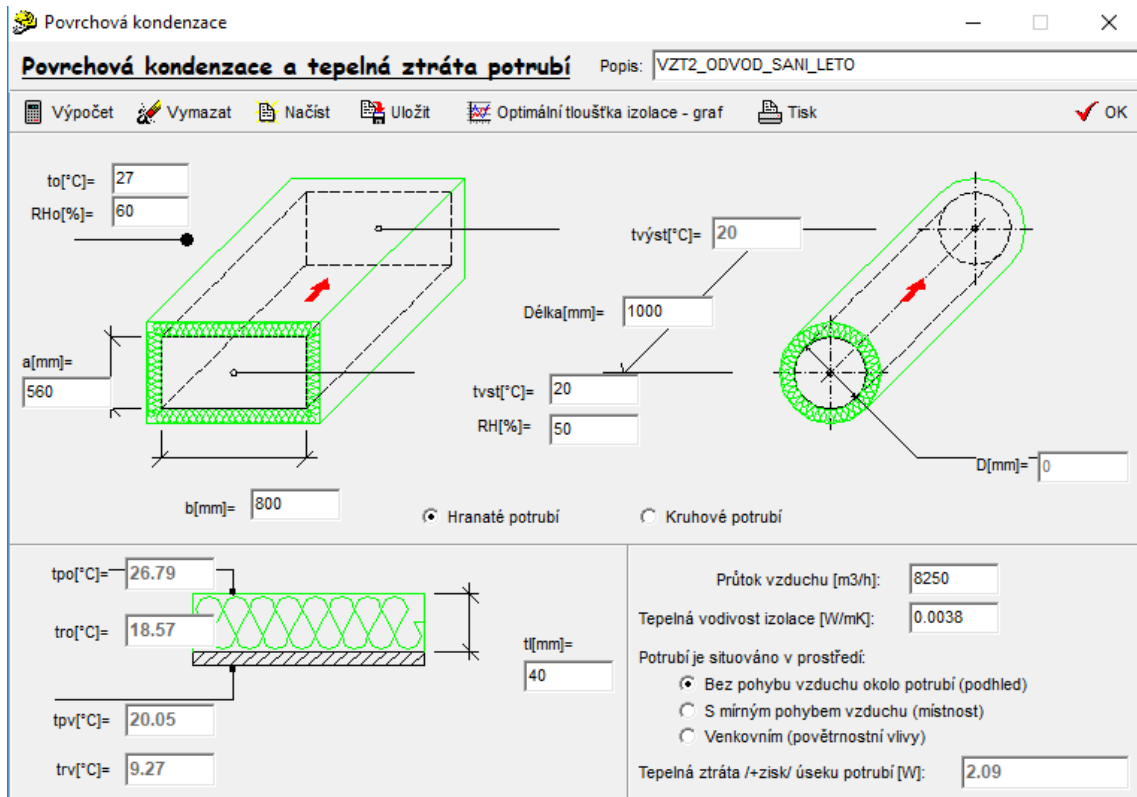 Povrchová kondenzace
Povrchová kondenzace a tepelná ztráta potrubí Popis: VZT2_ODVOD_SANI_LETO
Výpočet Vymazat Načíst Uložit Optimální tloušťka izolace - graf Tisk OK
to[°C]= 27
RHo[%]= 60
tvýst[°C]= 20
Délka[mm]= 1000
a[mm]=
560
tvst[°C]= 20
RH[%]= 50
D[mm]= 0
b[mm]= 800
Hranaté potrubí Kruhové potrubí
tpo[°C]= 26.79
tro[°C]= 18.57
tl[mm]=
40
tpv[°C]= 20.05
trv[°C]= 9.27
Průtok vzduchu [m3/h]: 8250
Tepelná vodivost izolace [W/mK]: 0.0038
Potrubí je situováno v prostředí:
Bez pohybu vzduchu okolo potrubí (podhled)
S mírným pohybem vzduchu (místnost)
Venkovním (povětrnostní vlivy)
Tepelná ztráta /+zisk/ úseku potrubí [W]: 2.09